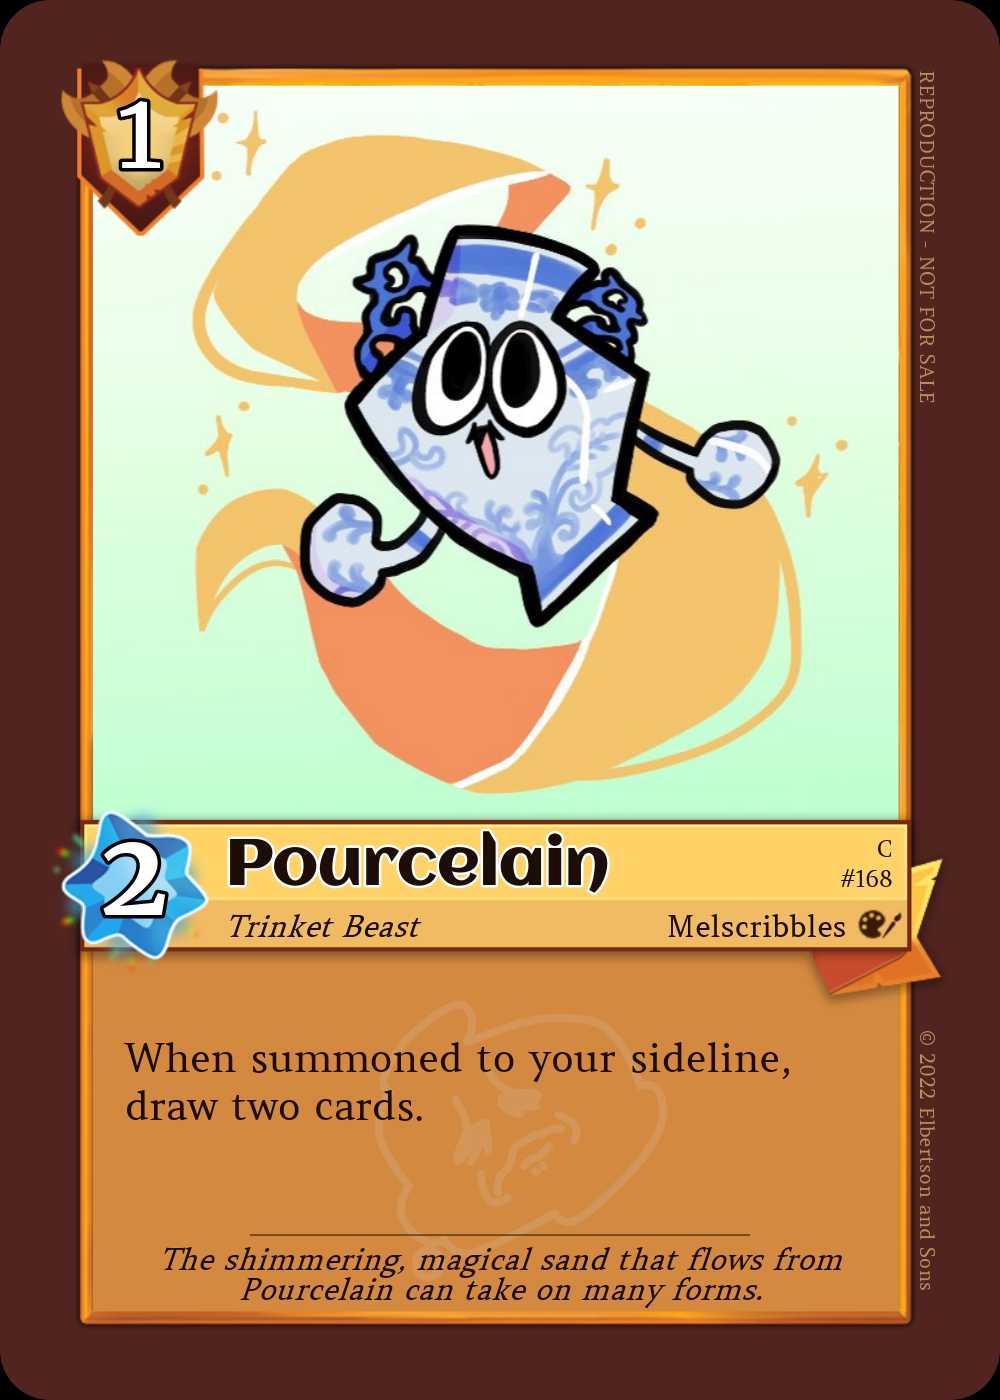 1
REPRODUCTION - NOT FOR SALE
2
Pourcelain
C
#168
Trinket Beast
Melscribbles
When summoned to your sideline,
draw two cards.
The shimmering, magical sand that flows from
Pourcelain can take on many forms.
© 2022 Elbertson and Sons